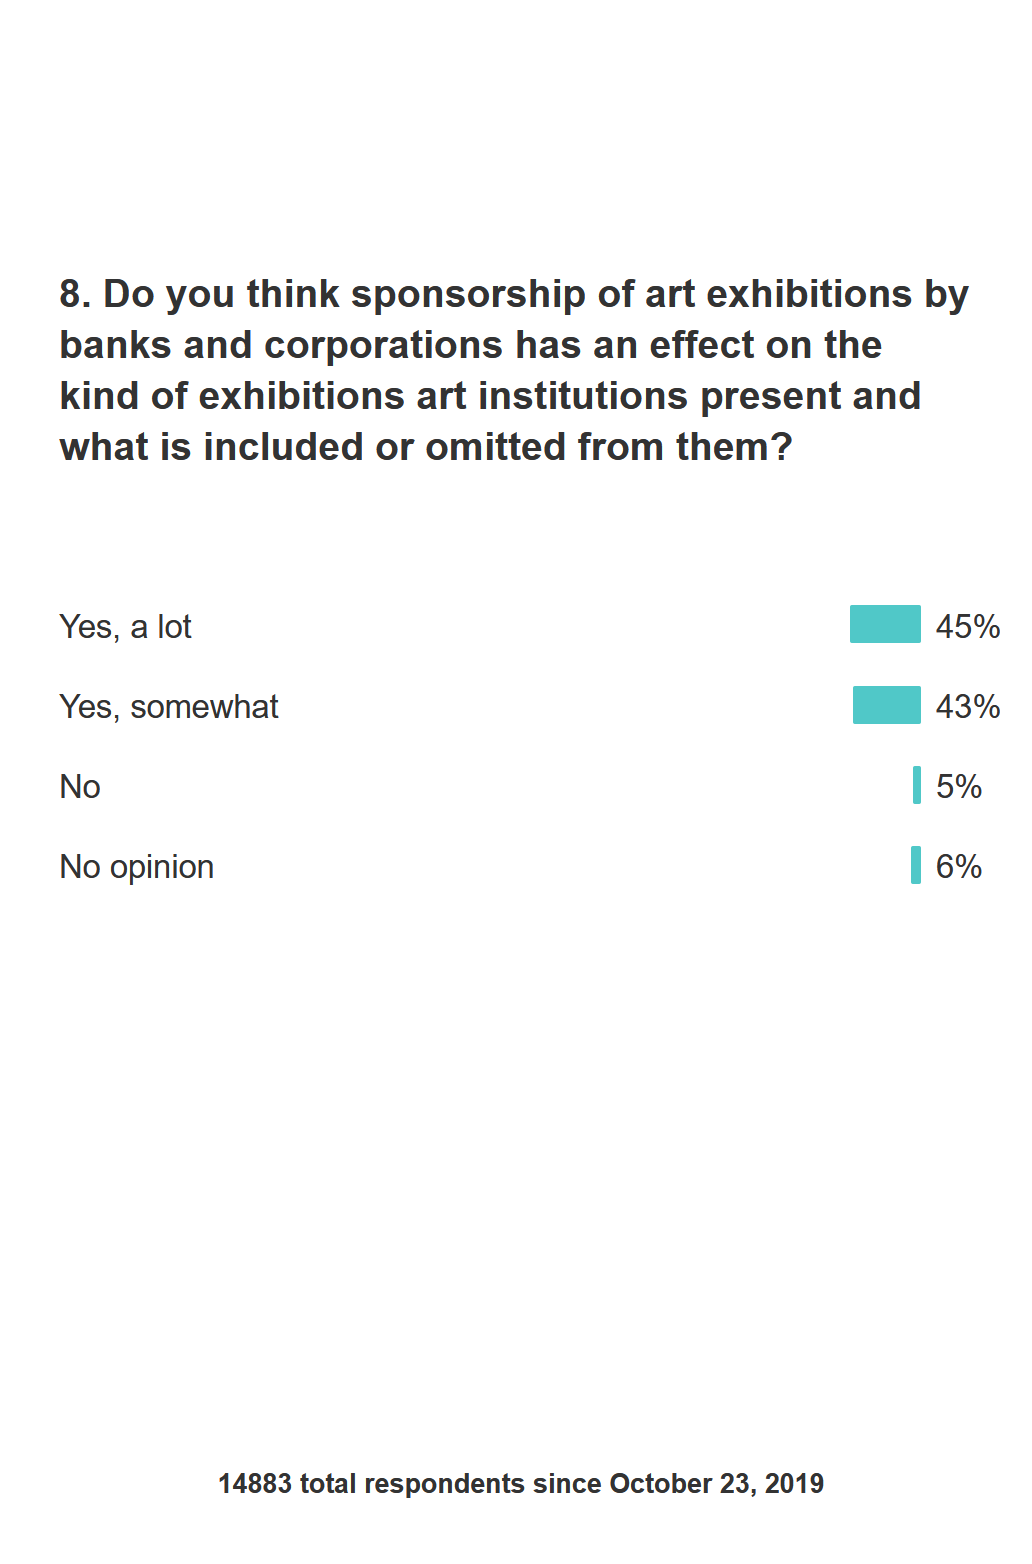 8. Do you think sponsorship of art exhibitions by
banks and corporations has an effect on the
kind of exhibitions art institutions present and
what is included or omitted from them?
Yes, a lot 45%
Yes, somewhat 43%
No 5%
No opinion 6%
14883 total respondents since October 23, 2019